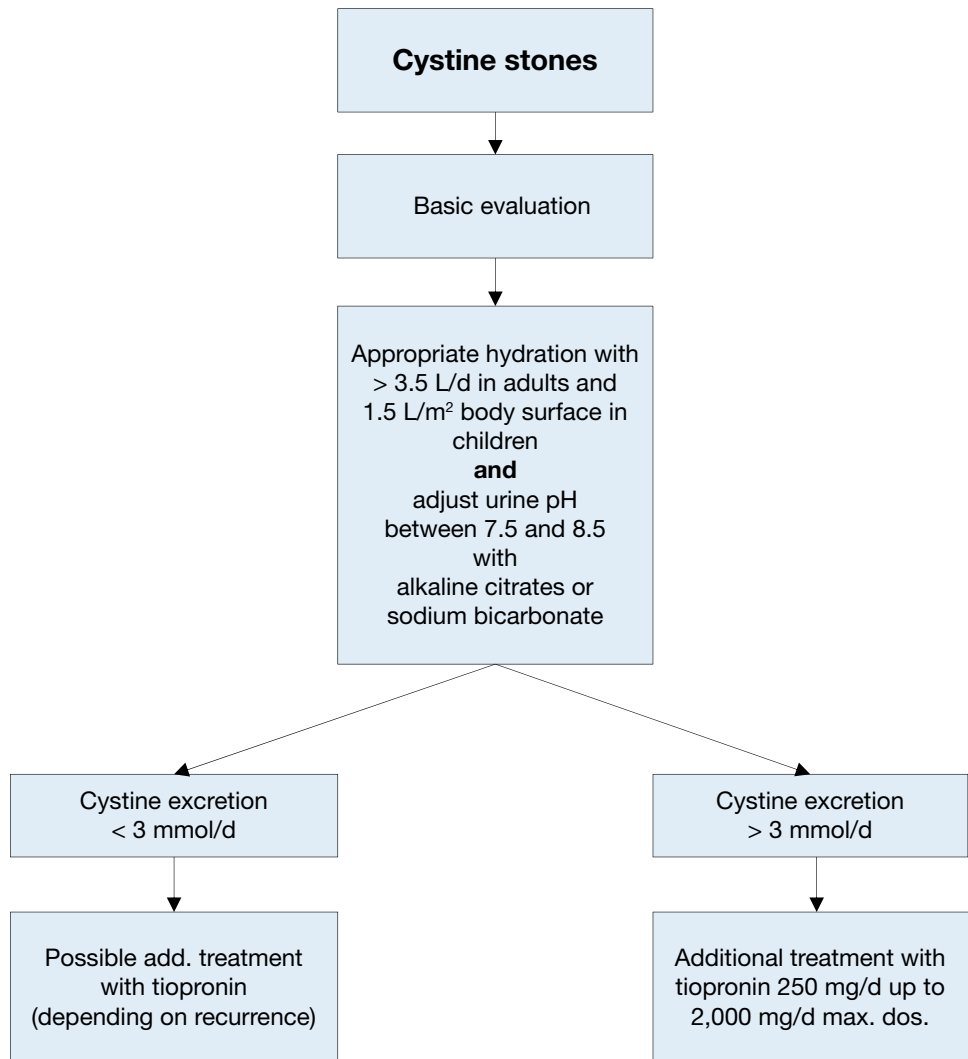 Cystine stones
Basic evaluation
Appropriate hydration with
> 3.5 L/d in adults and
1.5 L/m² body surface in
children
and
adjust urine pH
between 7.5 and 8.5
with
alkaline citrates or
sodium bicarbonate
Cystine excretion
< 3 mmol/d
Cystine excretion
> 3 mmol/d
Possible add. treatment
with tiopronin
(depending on recurrence)
Additional treatment with
tiopronin 250 mg/d up to
2,000 mg/d max. dos.